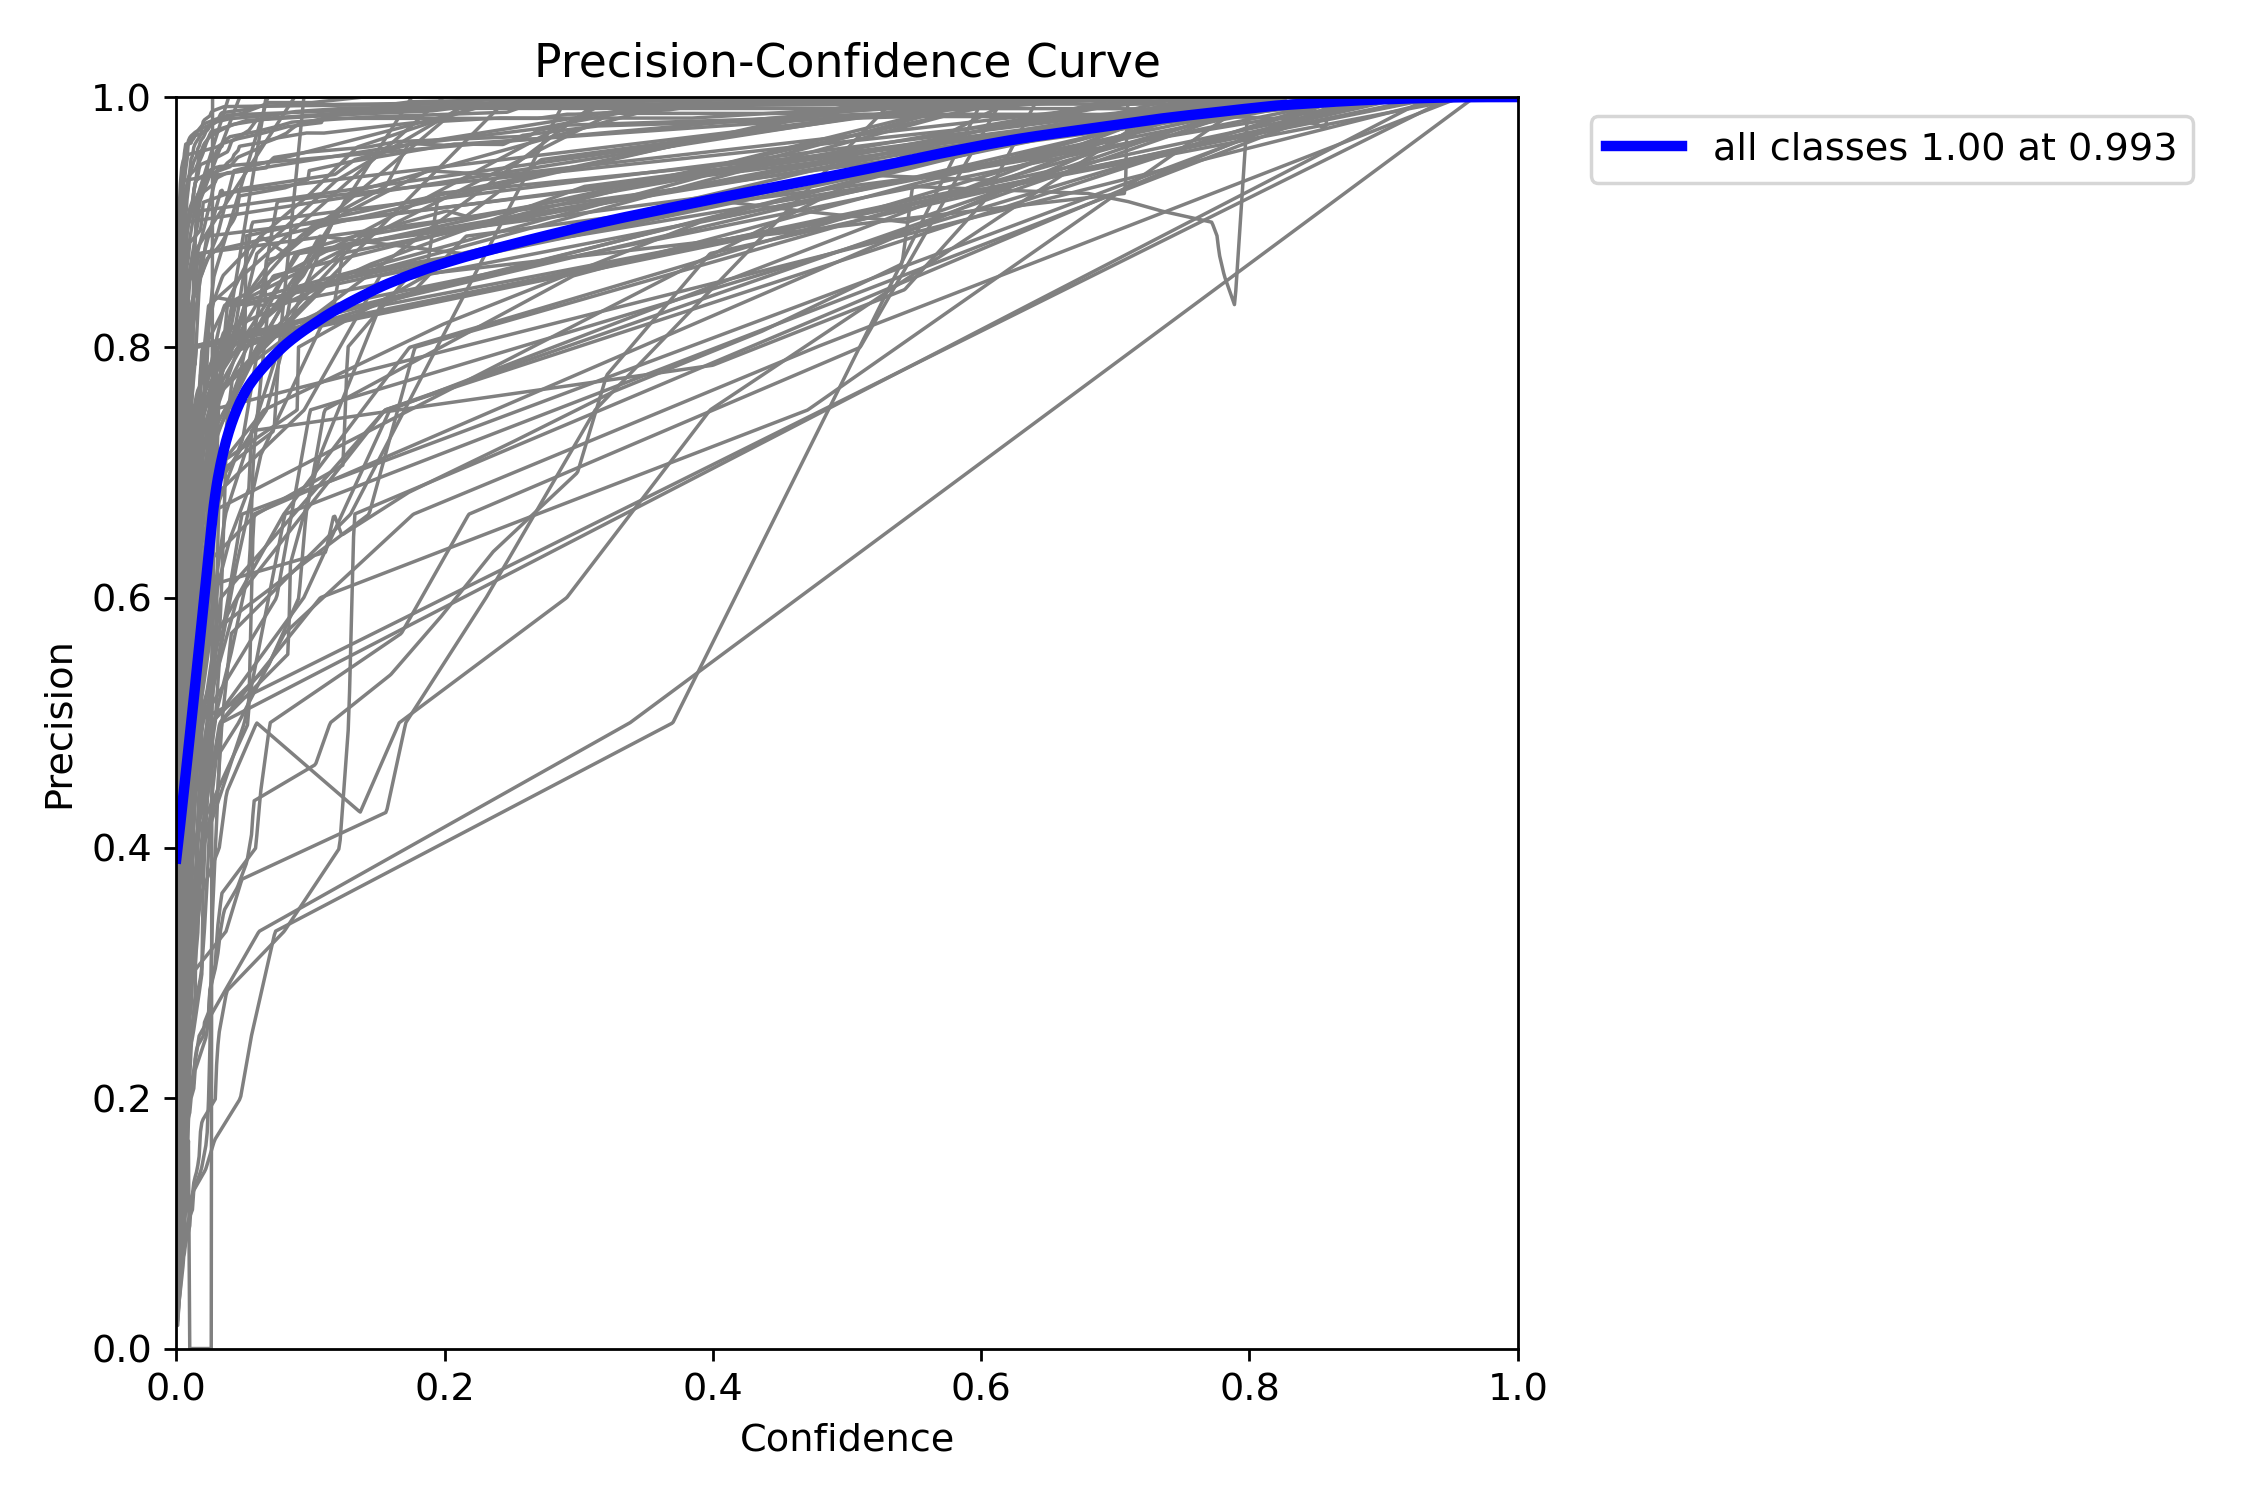 Precision-Confidence Curve
1.0
0.8
0.6
0.4
0.2
0.0
Precision
0.0 0.2 0.4 0.6 0.8 1.0
Confidence
all classes 1.00 at 0.993